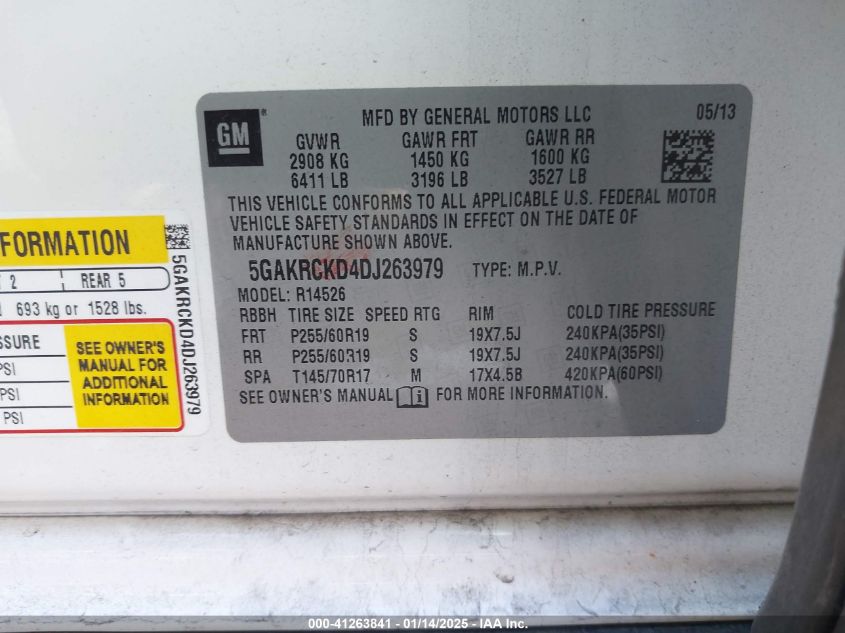 MFD BY GENERAL MOTORS LLC 05/13
GM ®
GVWR GAWR FRT GAWR RR
2908 KG 1450 KG 1600 KG
6411 LB 3196 LB 3527 LB
THIS VEHICLE CONFORMS TO ALL APPLICABLE U.S. FEDERAL MOTOR
VEHICLE SAFETY STANDARDS IN EFFECT ON THE DATE OF
MANUFACTURE SHOWN ABOVE.
5GAKRCKD4DJ263979 TYPE: M.P.V.
MODEL: R14526
RBBH TIRE SIZE SPEED RTG RIM COLD TIRE PRESSURE
FRT P255/60R19 S 19X7.5J 240KPA(35PSI)
RR P255/60R19 S 19X7.5J 240KPA(35PSI)
SPA T145/70R17 M 17X4.5B 420KPA(60PSI)
SEE OWNER'S MANUAL i FOR MORE INFORMATION.
FORMATION
2 REAR 5
693 kg or 1528 lbs.
SSURE
PSI
PSI
PSI
SEE OWNER'S
MANUAL FOR
ADDITIONAL
INFORMATION
5GAKRCKD4DJ263979
000-41263841 - 01/14/2025 - IAA Inc.